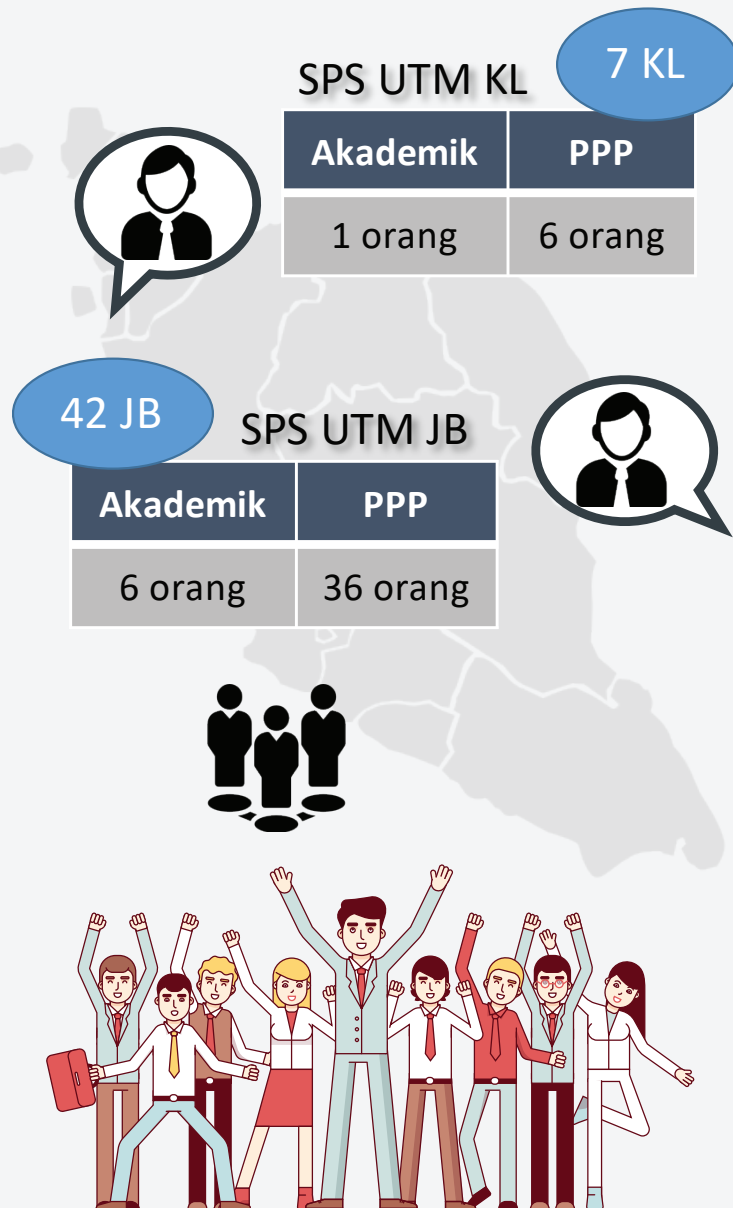 7 KL
SPS UTM KL
Akademik PPP
1 orang 6 orang
42 JB
SPS UTM JB
Akademik PPP
6 orang 36 orang